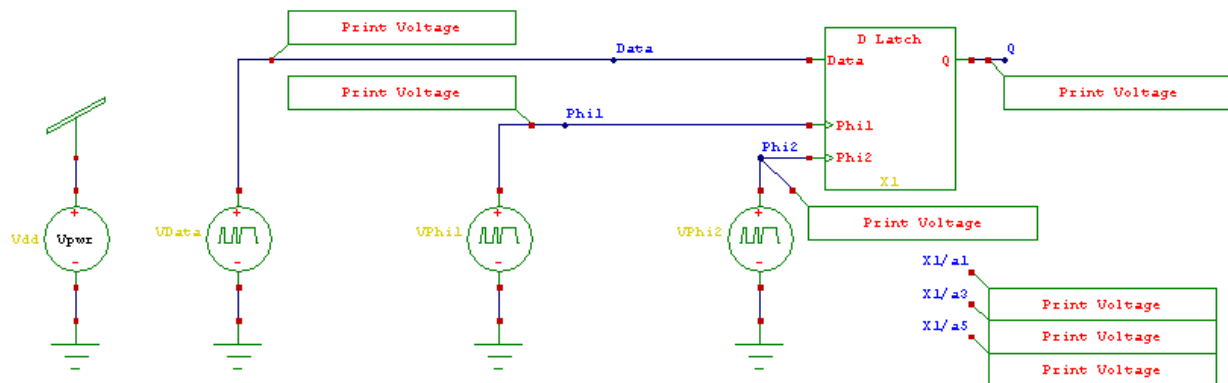 Print Voltage
D Latch
Data
Q
Data
Q
Print Voltage
Print Voltage
Phi1
Phi1
Phi2
Phi2
X1
Print Voltage
Vdd
Vpwr
VData
VPhi1
VPhi2
X1/a1
Print Voltage
X1/a3
Print Voltage
X1/a5
Print Voltage